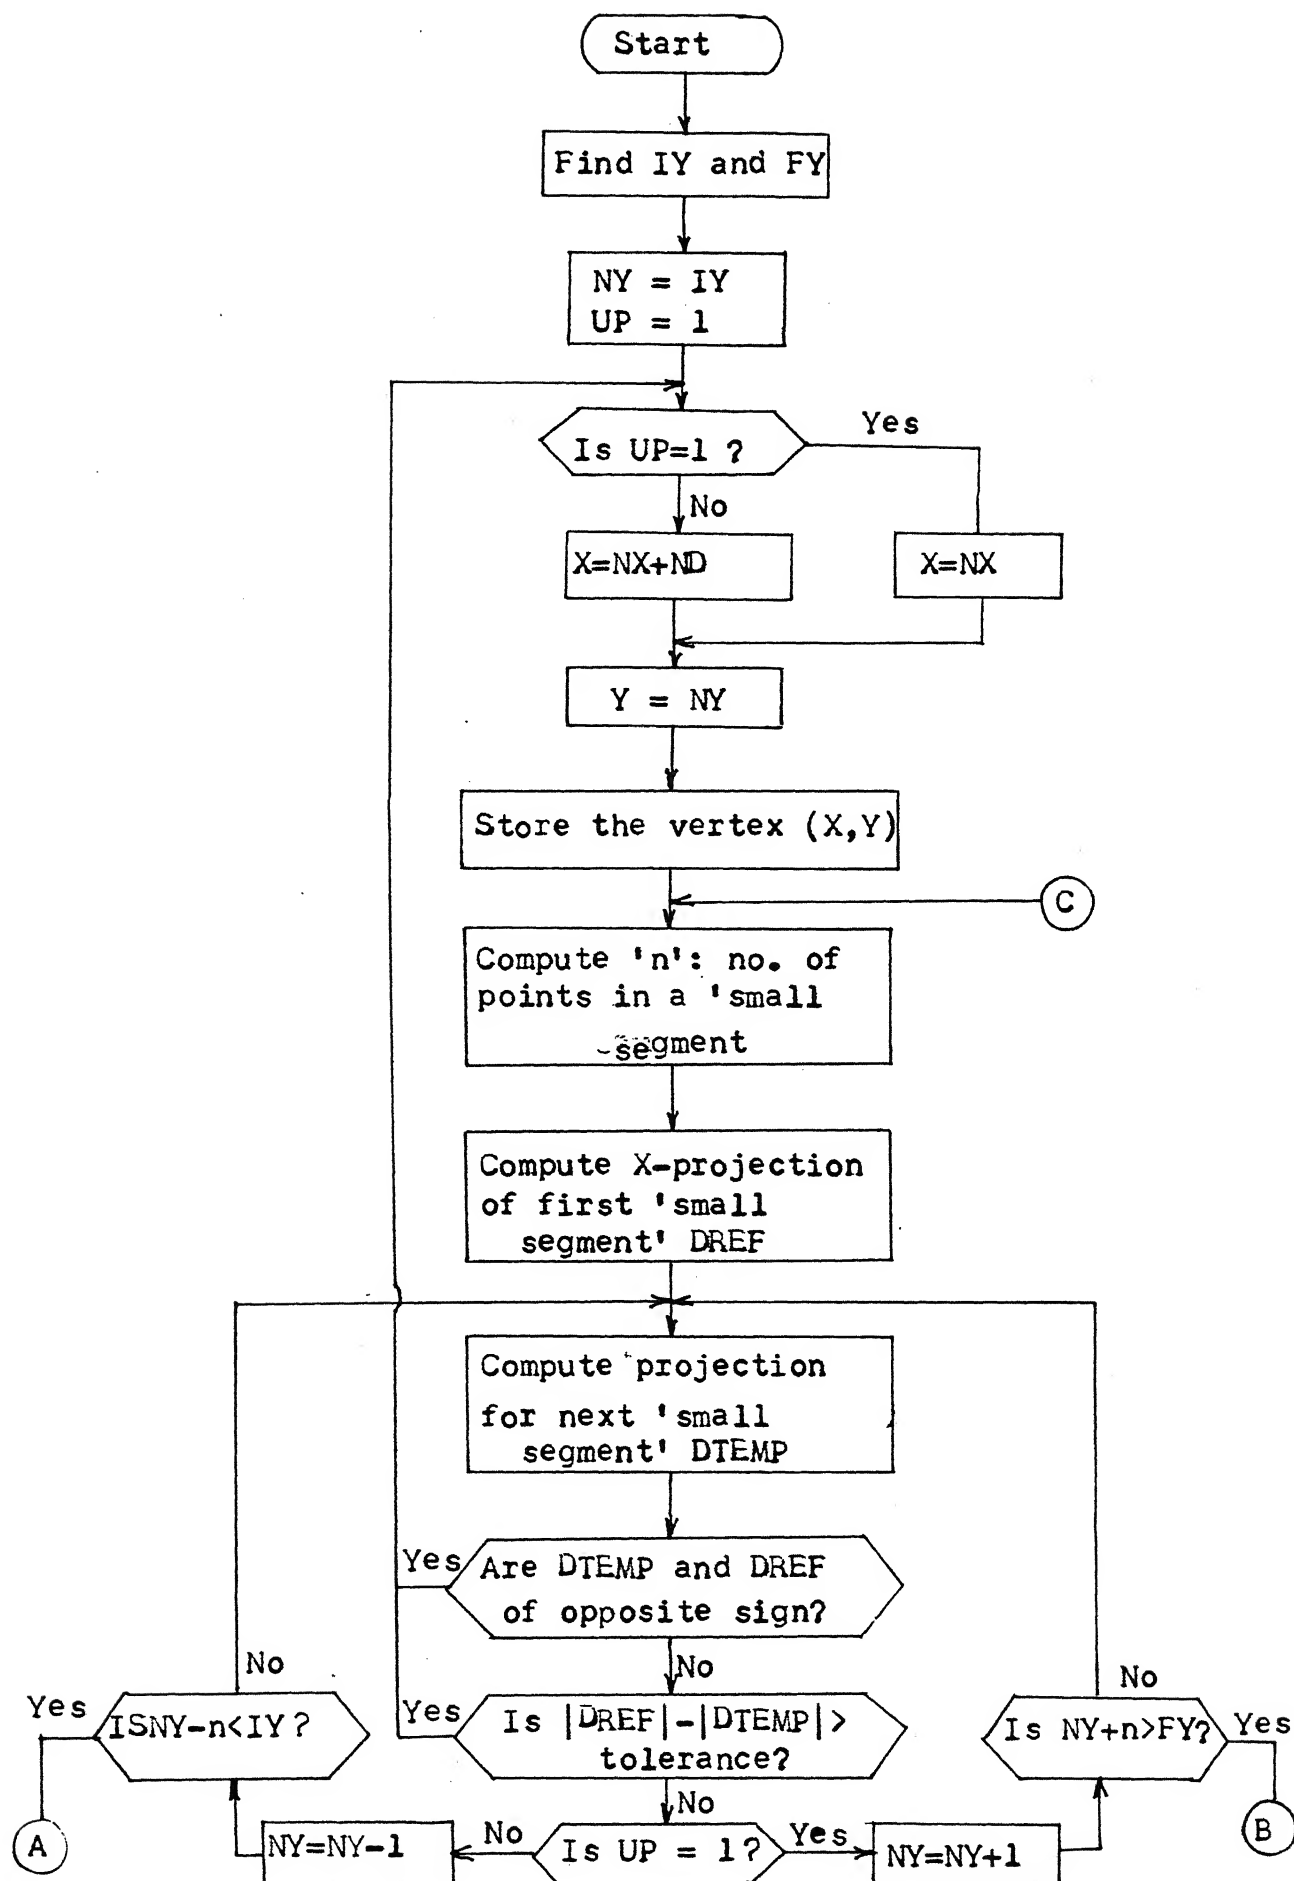 Start
Find IY and FY
NY = IY
UP = 1
Is UP=1 ?
Yes
No
X=NX+ND
X=NX
Y = NY
Store the vertex (X,Y)
C
Compute 'n': no. of
points in a 'small
segment
Compute X-projection
of first 'small
segment' DREF
Compute projection
for next 'small
segment' DTEMP
Yes
Are DTEMP and DREF
of opposite sign?
No
No
No
Yes
ISNY-n<IY?
Yes
Is |DREF|-|DTEMP|>
tolerance?
Is NY+n>FY?
Yes
No
A
NY=NY-1
No
Is UP = 1?
Yes
NY=NY+1
B